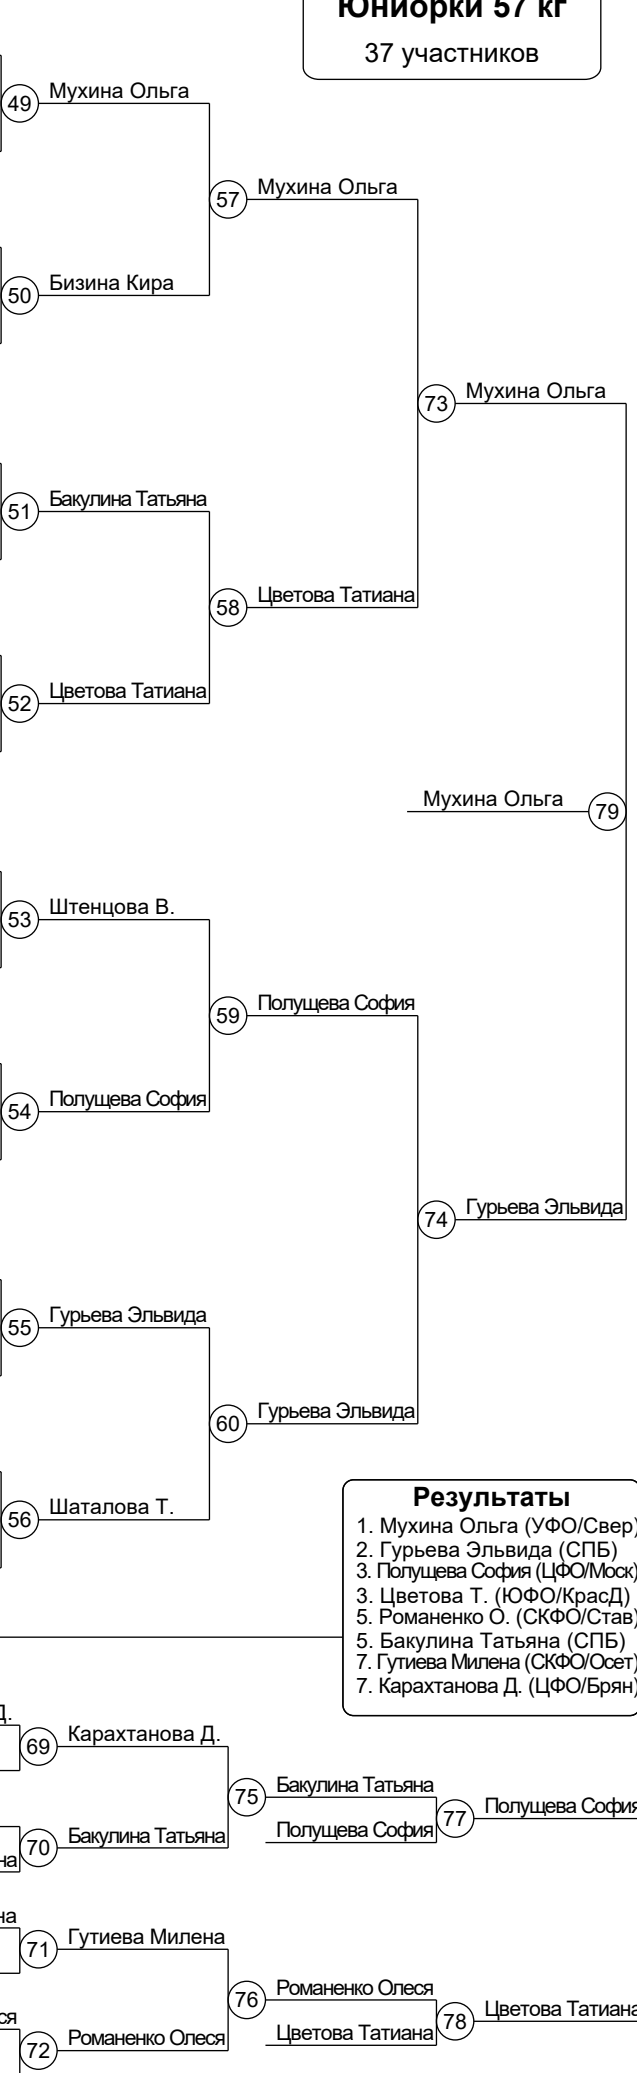 Юниорки 57 кг
37 участников
49 Мухина Ольга
57 Мухина Ольга
50 Бизина Кира
73 Мухина Ольга
51 Бакулина Татьяна
58 Цветова Татиана
52 Цветова Татиана
Мухина Ольга 79
53 Штенцова В.
59 Полущева София
54 Полущева София
74 Гурьева Эльвида
55 Гурьева Эльвида
60 Гурьева Эльвида
56 Шаталова Т.
Результаты
1. Мухина Ольга (УФО/Свер)
2. Гурьева Эльвида (СПБ)
3. Полущева София (ЦФО/Моск)
3. Цветова Т. (ЮФО/КрасД)
5. Романенко О. (СКФО/Став)
5. Бакулина Татьяна (СПБ)
7. Гутиева Милена (СКФО/Осет)
7. Карахтанова Д. (ЦФО/Брян)
Д.
69 Карахтанова Д.
75 Бакулина Татьяна
77 Полущева София
Полущева София
70 Бакулина Татьяна
на
на
71 Гутиева Милена
76 Романенко Олеся
78 Цветова Татиана
Цветова Татиана
ся
72 Романенко Олеся